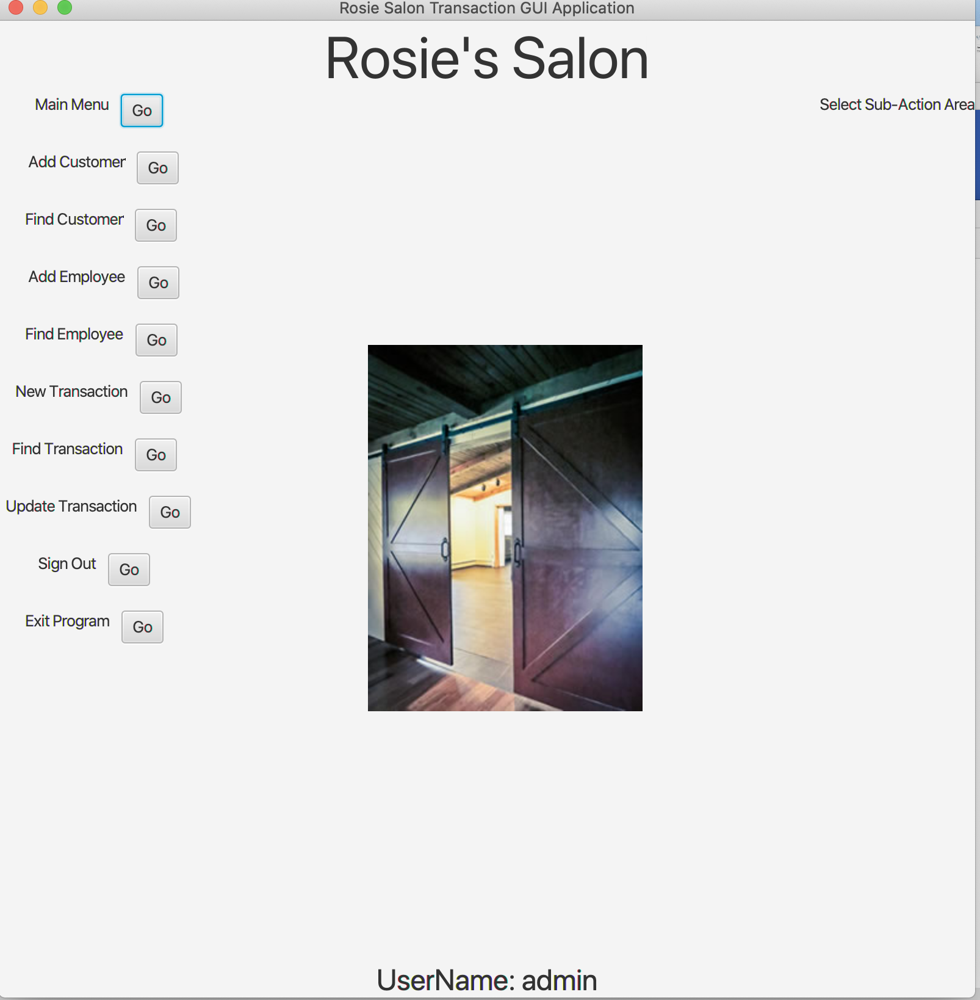 Rosie Salon Transaction GUI Application
Rosie's Salon
Main Menu Go
Select Sub-Action Area
Add Customer Go
Find Customer Go
Add Employee Go
Find Employee Go
New Transaction Go
Find Transaction Go
Update Transaction Go
Sign Out Go
Exit Program Go
UserName: admin